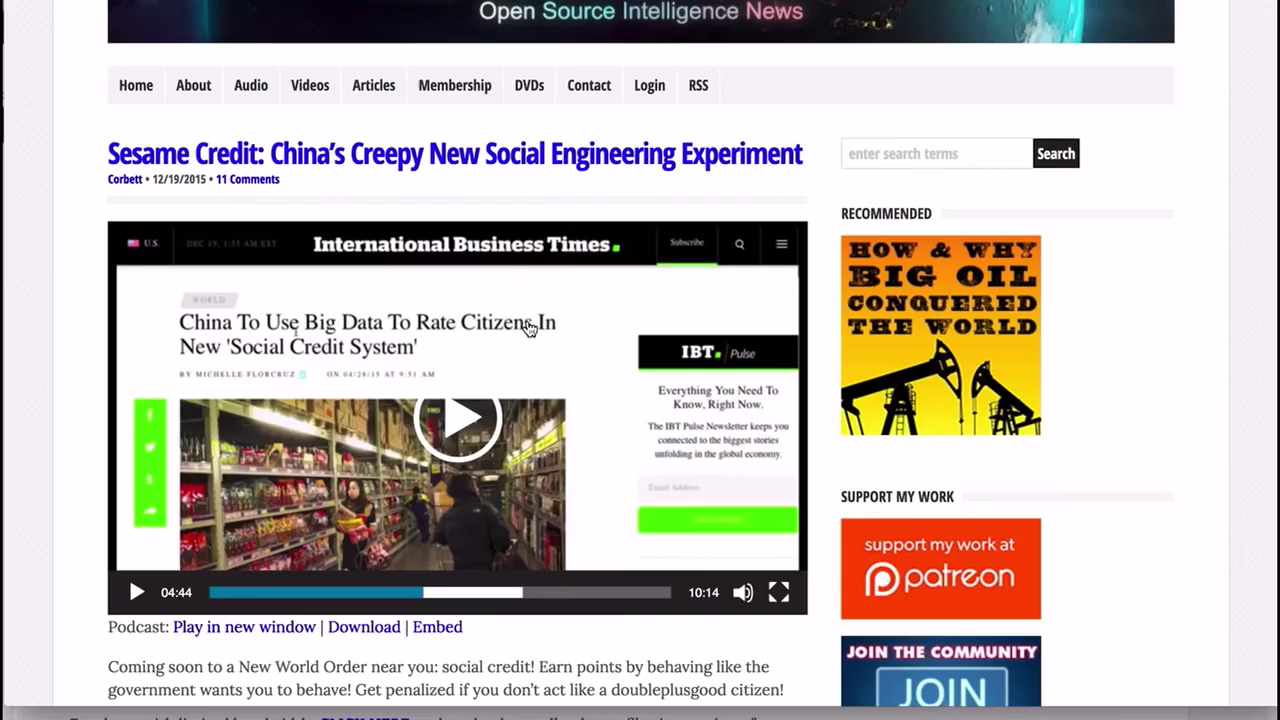 Open Source Intelligence News
Home About Audio Videos Articles Membership DVDs Contact Login RSS
Sesame Credit: China's Creepy New Social Engineering Experiment
Corbett • 12/19/2015 • 11 Comments
enter search terms
Search
RECOMMENDED
HOW & WHY
BIG OIL
CONQUERED
THE WORLD
U.S.
DEC 19, 1:55 AM EST
International Business Times.
Subscribe
WORLD
China To Use Big Data To Rate Citizens In
New 'Social Credit System'
BY MICHELLE FLORCRUZ ON 04/28/15 AT 9:51 AM
IBT. Pulse
Everything You Need To
Know, Right Now.
The IBT Pulse Newsletter keeps you
connected to the biggest stories
unfolding in the global economy.
Email Address
04:44
10:14
SUPPORT MY WORK
support my work at
patreon
Podcast: Play in new window | Download | Embed
Coming soon to a New World Order near you: social credit! Earn points by behaving like the
government wants you to behave! Get penalized if you don't act like a doubleplusgood citizen!
JOIN THE COMMUNITY
JOIN